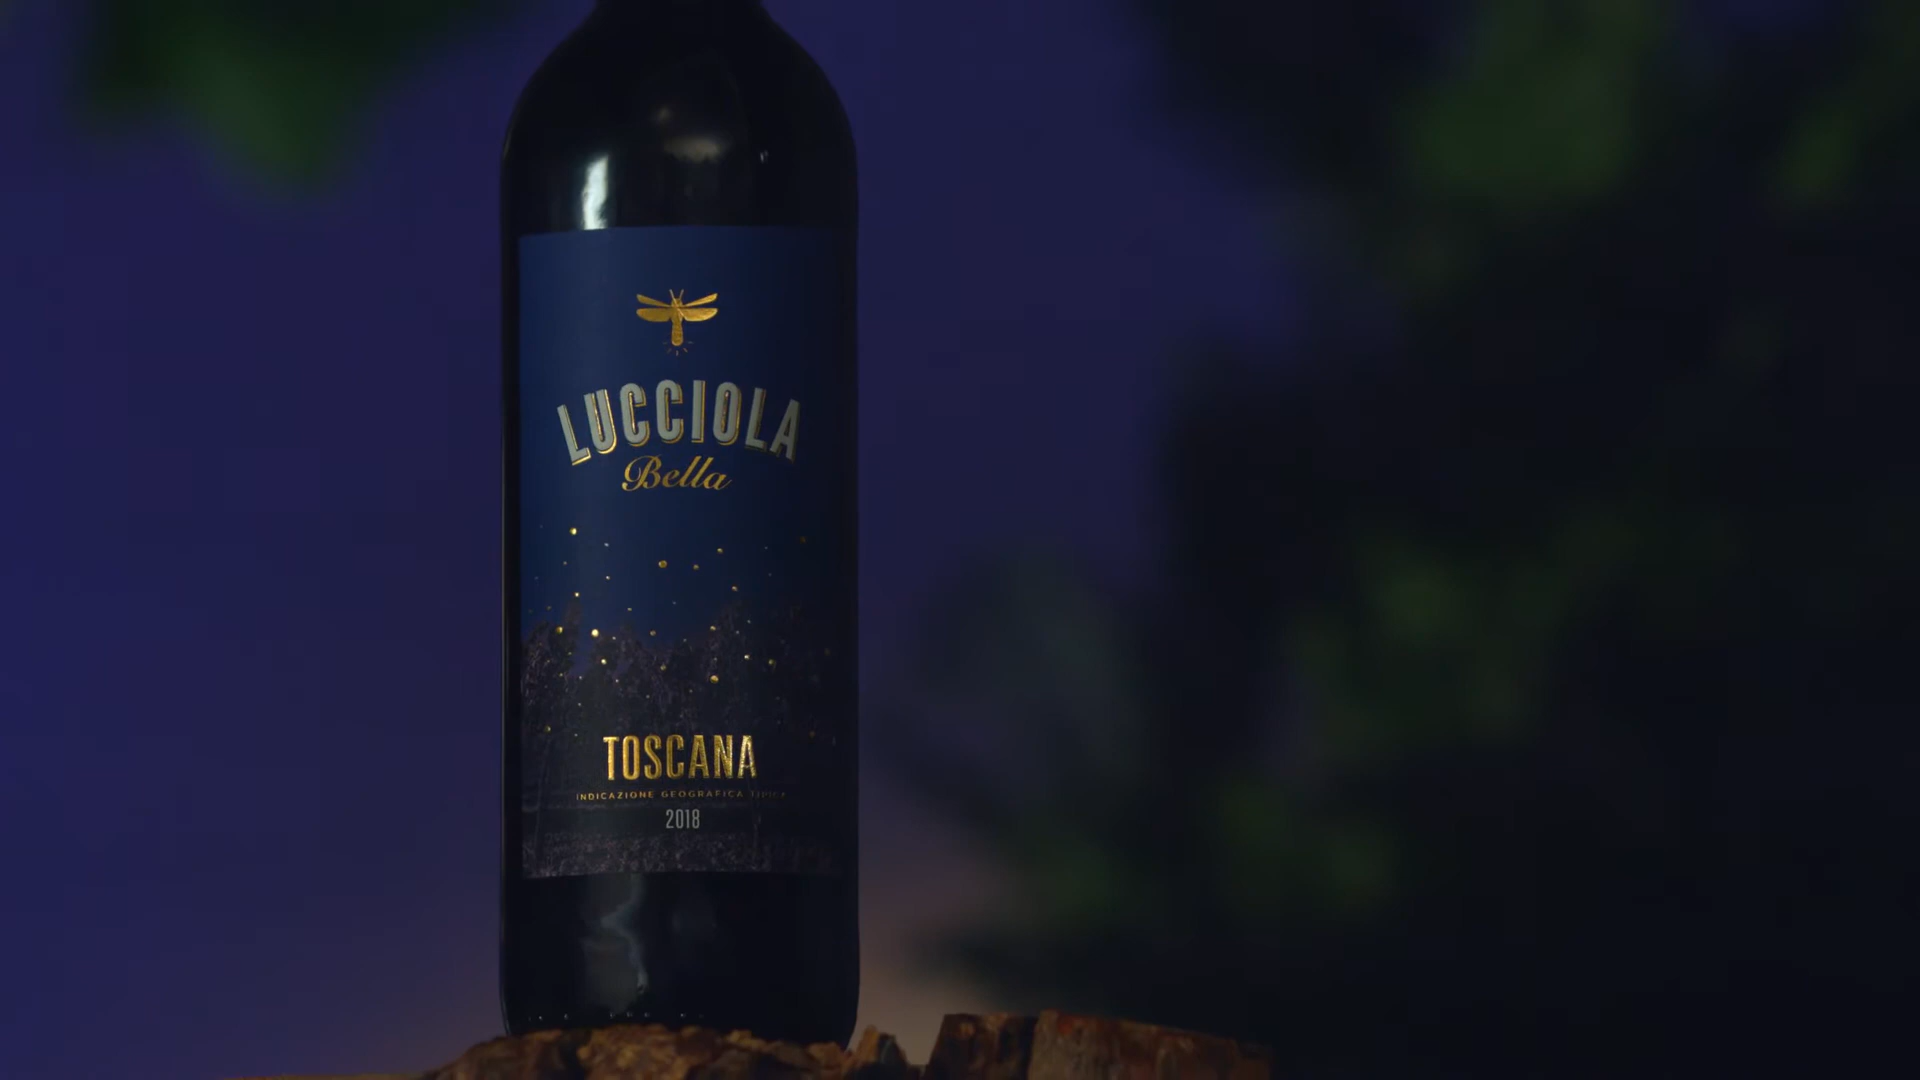 LUCCIOLA
Bella
TOSCANA
INDICAZIONE GEOGRAFICA TIPICA
2018